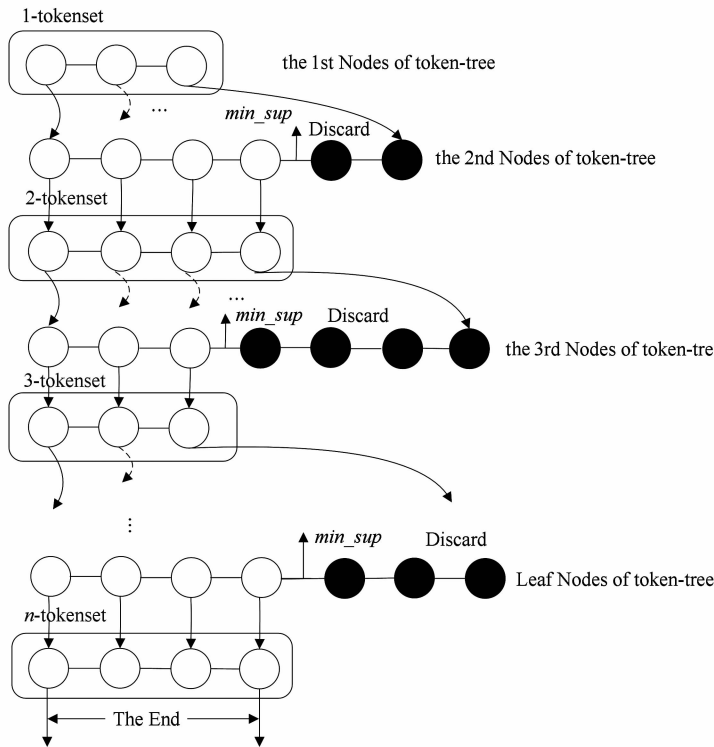 1-tokenset
the 1st Nodes of token-tree
...
min_sup
Discard
the 2nd Nodes of token-tree
2-tokenset
...
min_sup
Discard
the 3rd Nodes of token-tre
3-tokenset
...
min_sup
Discard
Leaf Nodes of token-tree
n-tokenset
The End